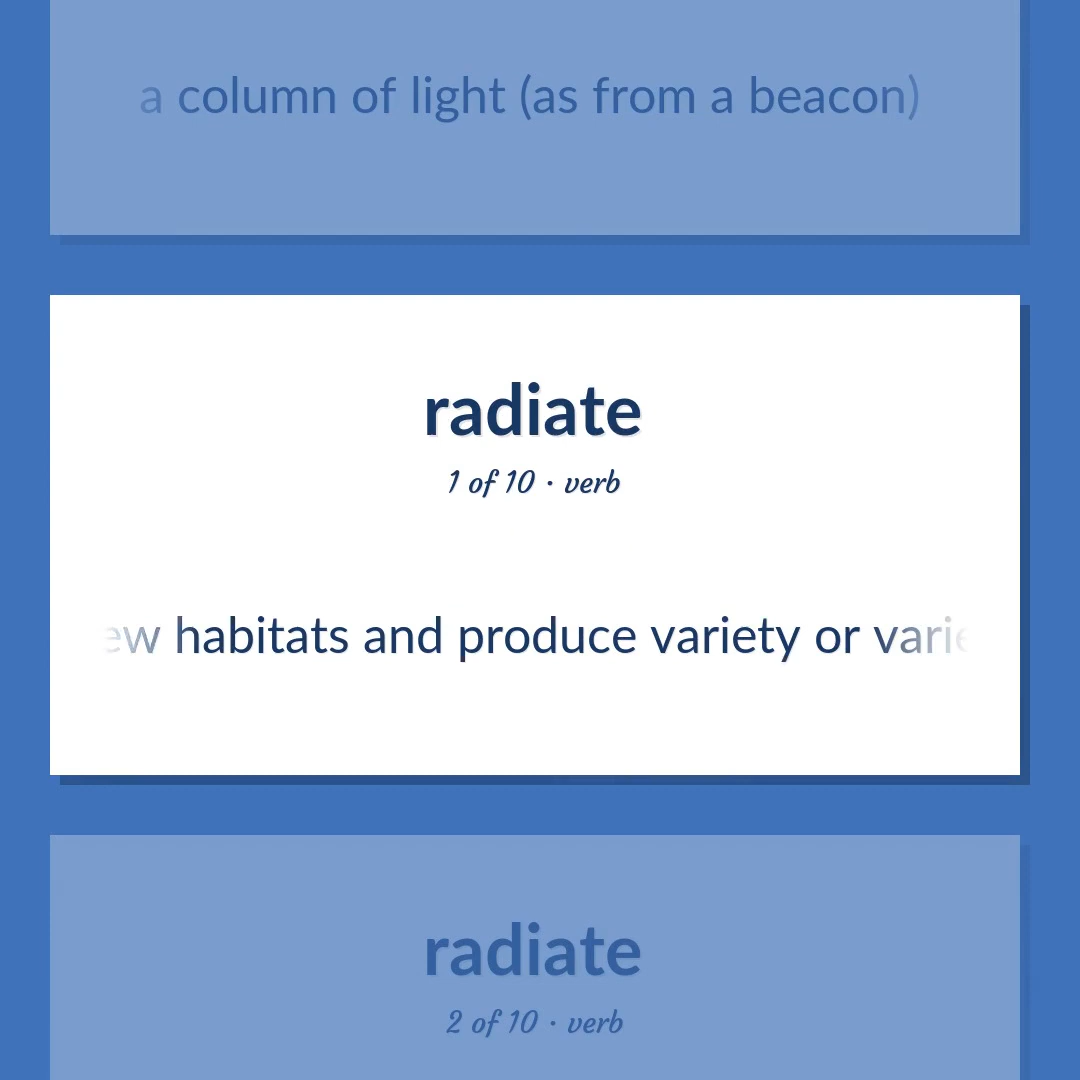 a column of light (as from a beacon)
radiate
1 of 10 · verb
habitats and produce variety or
radiate
2 of 10 · verb